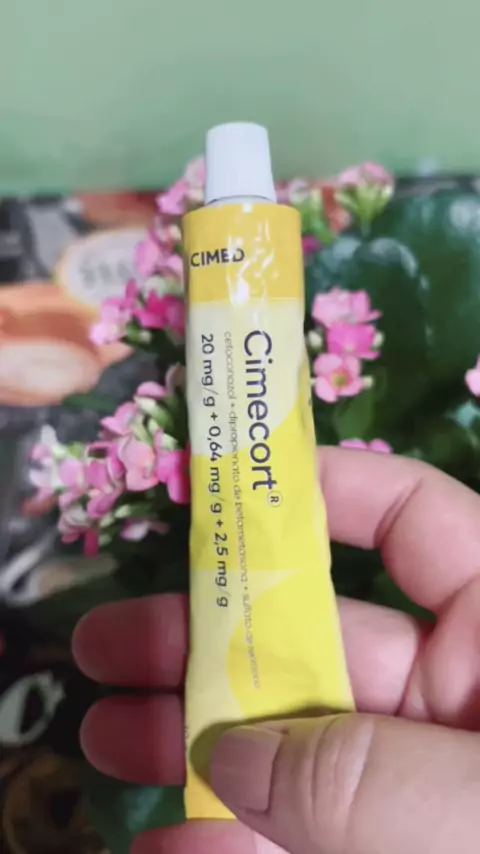 CIMED
Cimecort®
cetoconazol + dipropionato de betametasona + sulfato de neomicina
20 mg/g + 0,64 mg/g + 2,5 mg/g